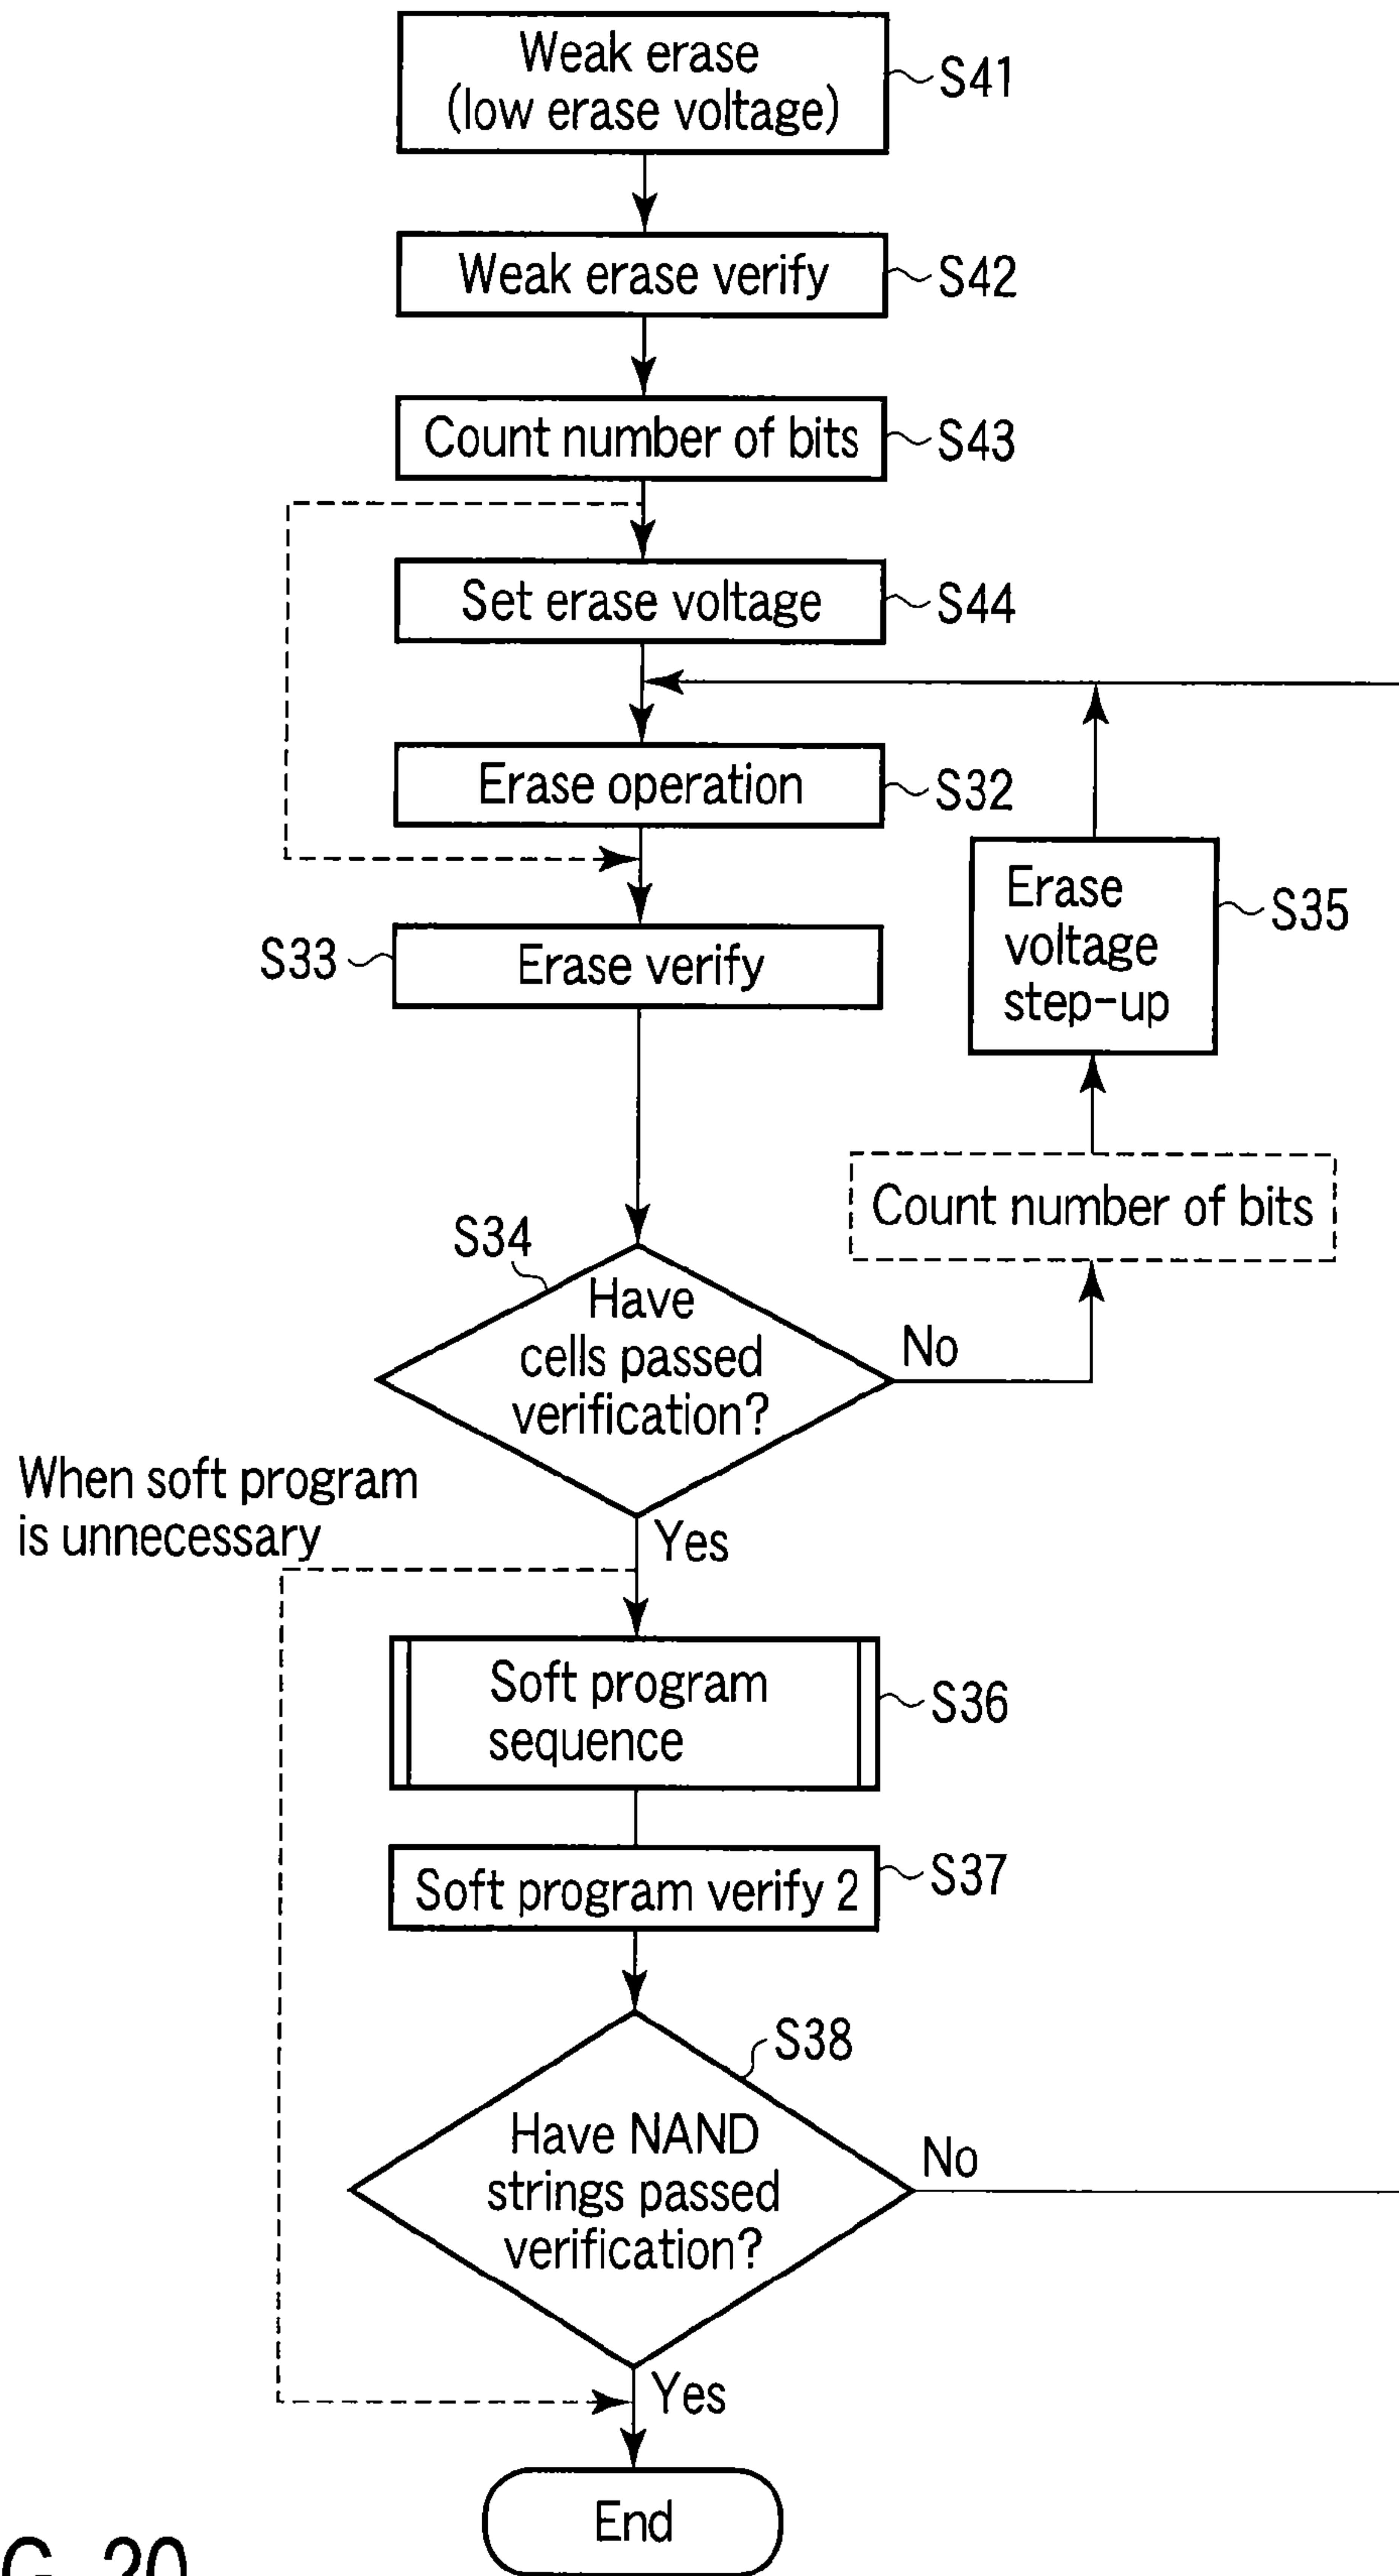 Weak erase
(low erase voltage)
S41
Weak erase verify
S42
Count number of bits
S43
Set erase voltage
S44
Erase operation
S32
Erase
voltage
step-up
S35
S33
Erase verify
Count number of bits
S34
Have
cells passed
verification?
No
When soft program
is unnecessary
Yes
Soft program
sequence
S36
Soft program verify 2
S37
S38
Have NAND
strings passed
verification?
No
Yes
End
G. 20